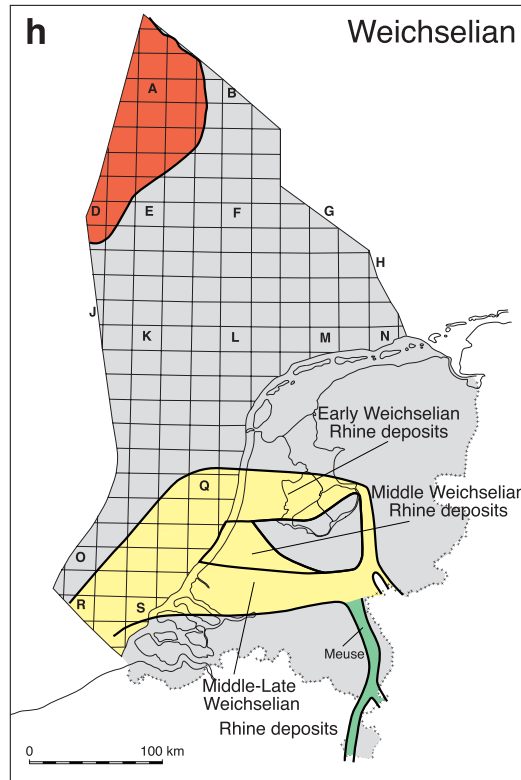 h
Weichselian
A
B
D
E
F
G
H
J
K
L
M
N
Early Weichselian
Rhine deposits
Q
Middle Weichselian
Rhine deposits
O
R
S
Meuse
Middle-Late
Weichselian
Rhine deposits
0
100 km